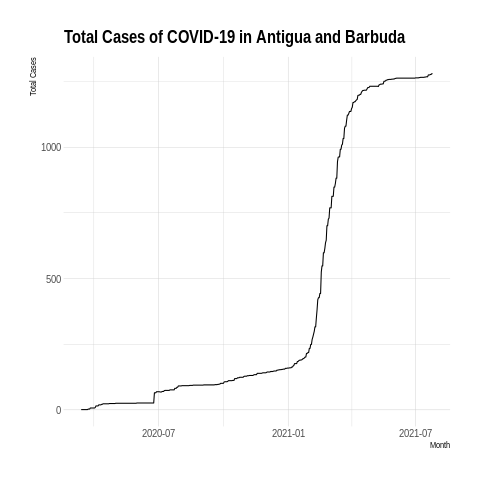 Total Cases of COVID-19 in Antigua and Barbuda
Total Cases
1000
500
0
2020-07 2021-01 2021-07
Month